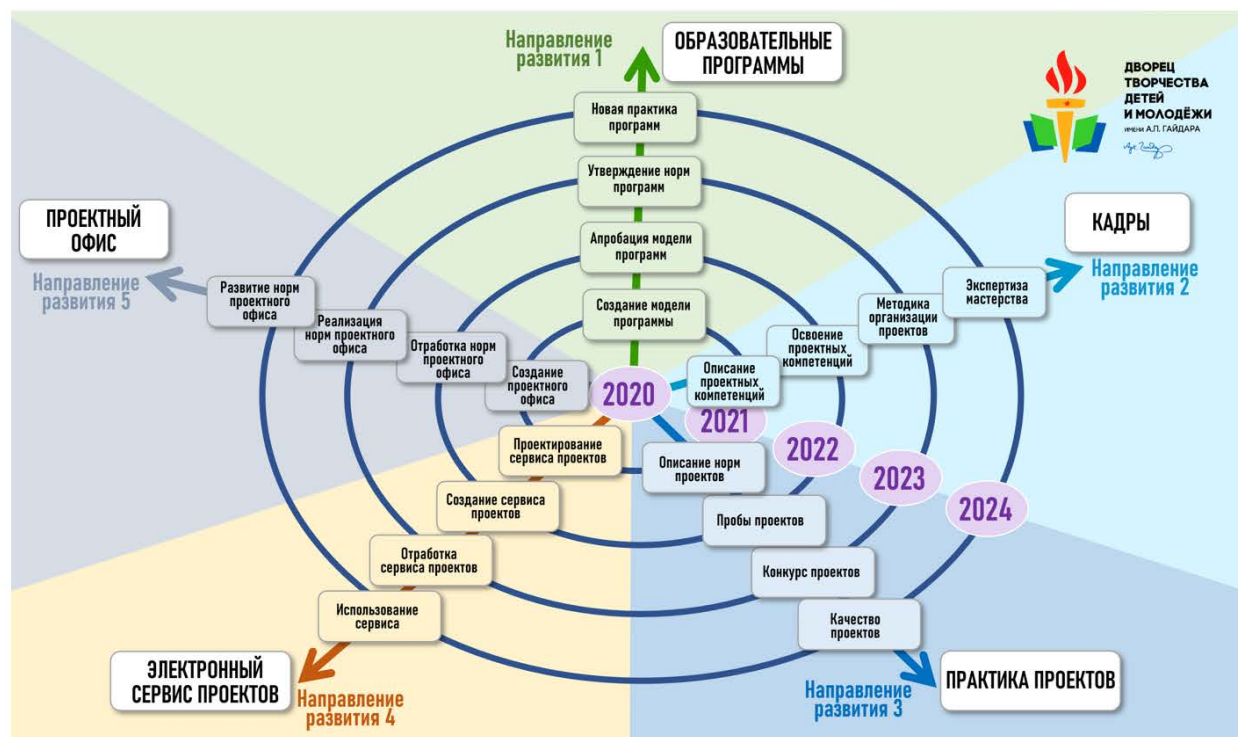 Направление
развития 1
ОБРАЗОВАТЕЛЬНЫЕ
ПРОГРАММЫ
ДВОРЕЦ
ТВОРЧЕСТВА
ДЕТЕЙ
И МОЛОДЁЖИ
ИМЕНИ А.П. ГАЙДАРА
Новая практика
программ
Утверждение норм
программ
Апробация модели
программ
Создание модели
программы
ПРОЕКТНЫЙ
ОФИС
Направление
развития 5
Развитие норм
проектного
офиса
Реализация
норм проектного
офиса
Отработка норм
проектного
офиса
Создание
проектного
офиса
КАДРЫ
Направление
развития 2
Экспертиза
мастерства
Методика
организации
проектов
Освоение
проектных
компетенций
Описание
проектных
компетенций
2020
2021
2022
2023
2024
Проектирование
сервиса проектов
Создание сервиса
проектов
Отработка
сервиса проектов
Использование
сервиса
ЭЛЕКТРОННЫЙ
СЕРВИС ПРОЕКТОВ
Направление
развития 4
Описание норм
проектов
Пробы проектов
Конкурс проектов
Качество
проектов
Направление
развития 3
ПРАКТИКА ПРОЕКТОВ